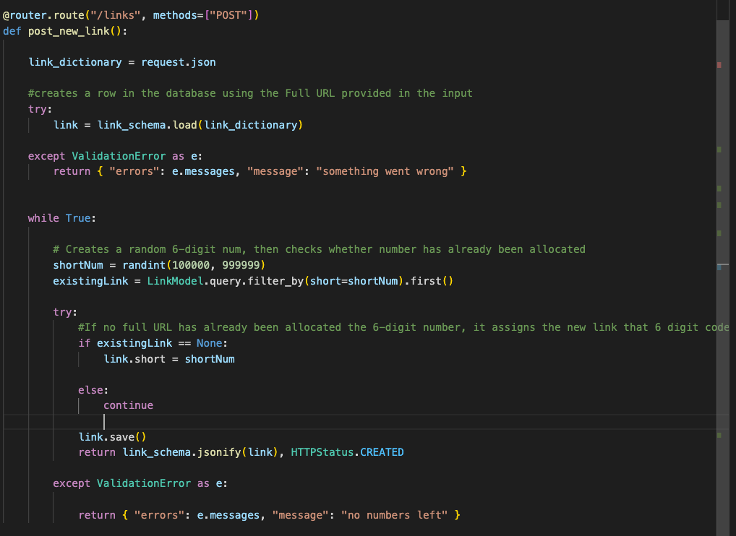 @router.route("/links", methods=["POST"])
def post_new_link():
link_dictionary = request.json
#creates a row in the database using the Full URL provided in the input
try:
link = link_schema.load(link_dictionary)
except ValidationError as e:
return { "errors": e.messages, "message": "something went wrong" }
while True:
# Creates a random 6-digit num, then checks whether number has already been allocated
shortNum = randint(100000, 999999)
existingLink = LinkModel.query.filter_by(short=shortNum).first()
try:
#If no full URL has already been allocated the 6-digit number, it assigns the new link that 6 digit code
if existingLink == None:
link.short = shortNum
else:
continue
link.save()
return link_schema.jsonify(link), HTTPStatus.CREATED
except ValidationError as e:
return { "errors": e.messages, "message": "no numbers left" }